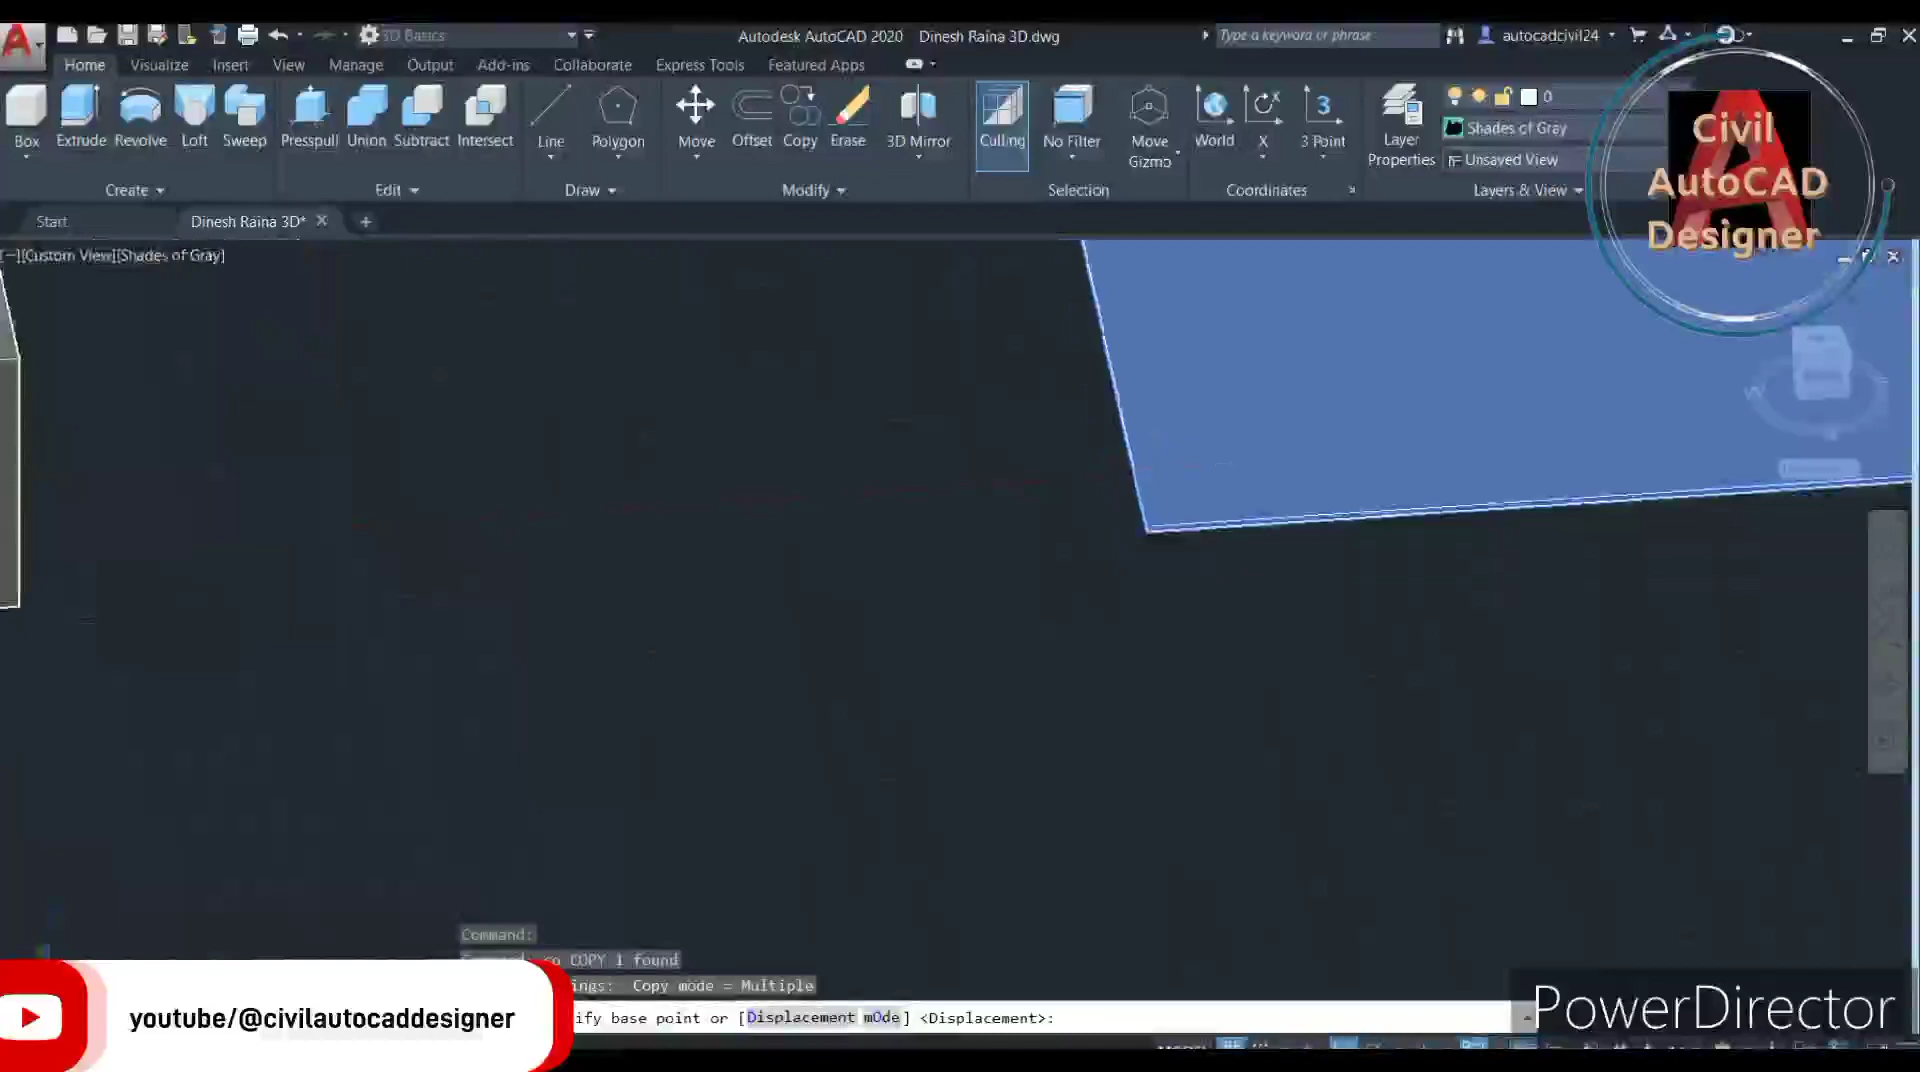 3D Basics
Autodesk AutoCAD 2020 Dinesh Raina 3D.dwg
Type a keyword or phrase
autocadcivil24
Home Visualize Insert View Manage Output Add-ins Collaborate Express Tools Featured Apps
Box Extrude Revolve Loft Sweep Presspull Union Subtract Intersect Line Polygon Move Offset Copy Erase 3D Mirror Culling No Filter Move Gizmo World X 3 Point Layer Properties
0
Shades of Gray
Unsaved View
Create Edit Draw Modify Selection Coordinates Layers & View
Civil
AutoCAD
Designer
Start Dinesh Raina 3D*
[−][Custom View][Shades of Gray]
W
Command:
co COPY 1 found
ings: Copy mode = Multiple
ify base point or [Displacement mOde] <Displacement>:
youtube/@civilautocaddesigner
PowerDirector